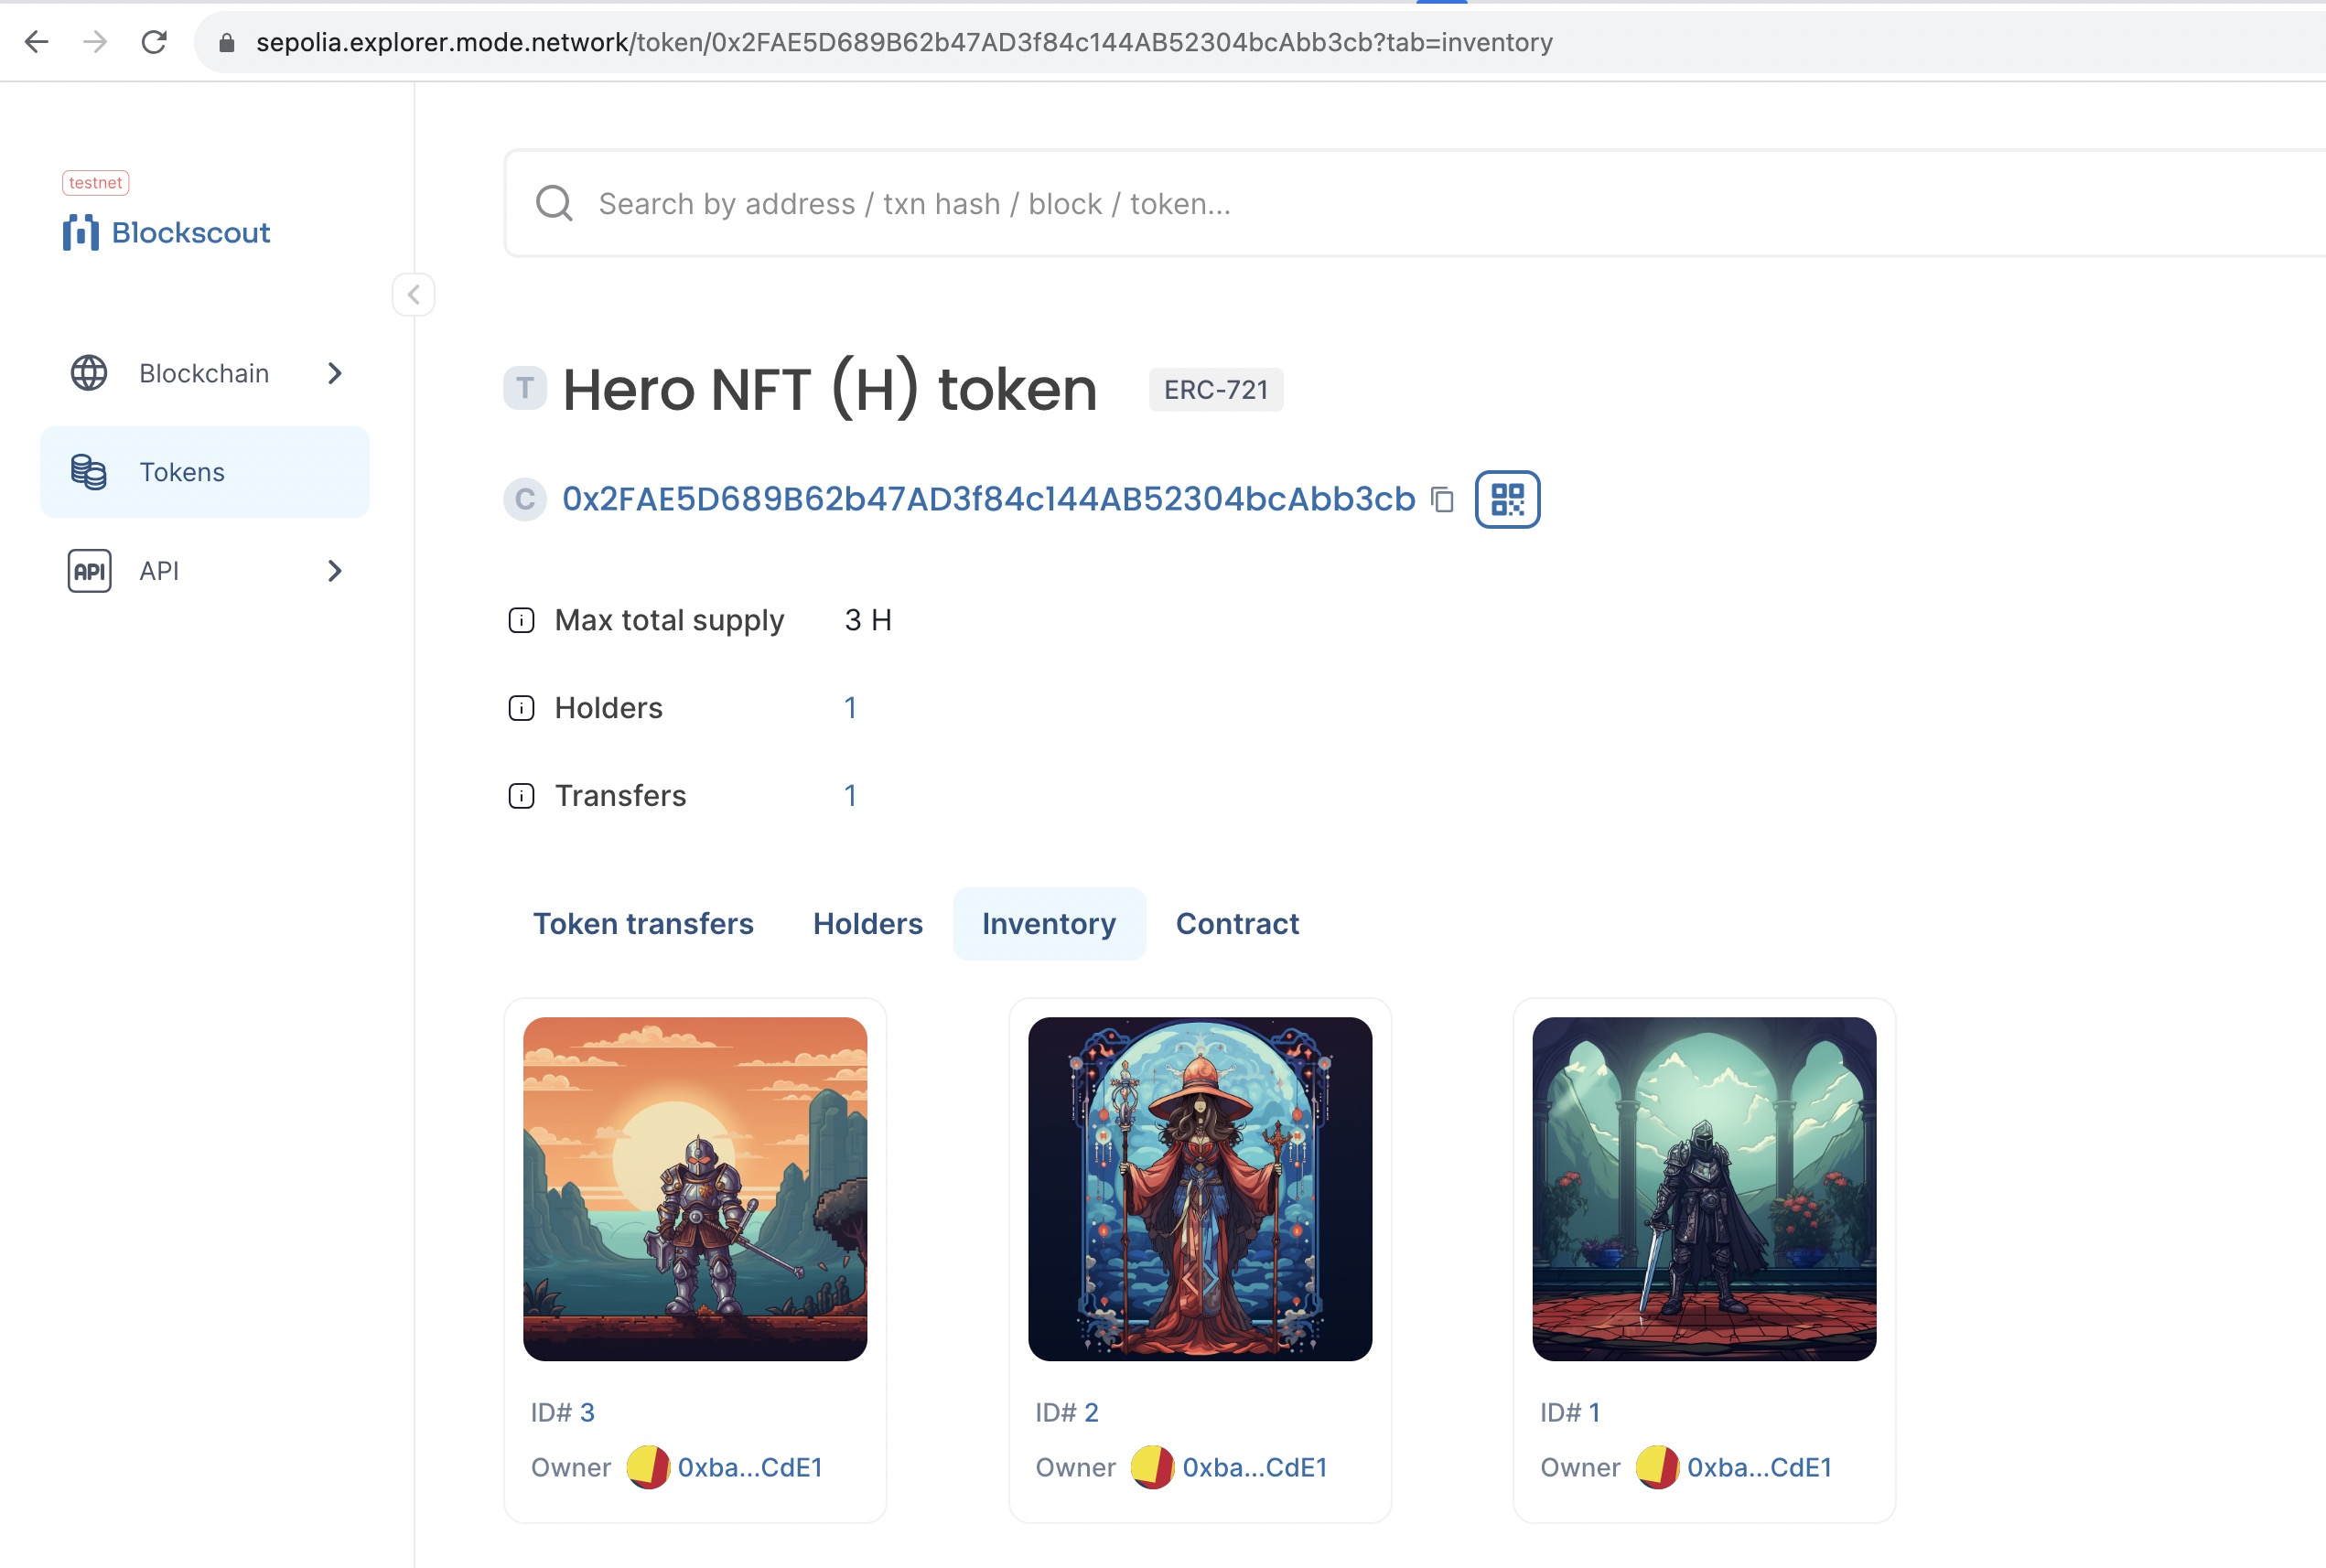 sepolia.explorer.mode.network/token/0x2FAE5D689B62b47AD3f84c144AB52304bcAbb3cb?tab=inventory
testnet
Blockscout
Search by address / txn hash / block / token...
Blockchain
Tokens
API API
T Hero NFT (H) token ERC-721
C 0x2FAE5D689B62b47AD3f84c144AB52304bcAbb3cb
i Max total supply 3 H
i Holders 1
i Transfers 1
Token transfers Holders Inventory Contract
ID# 3
Owner 0xba...CdE1
ID# 2
Owner 0xba...CdE1
ID# 1
Owner 0xba...CdE1